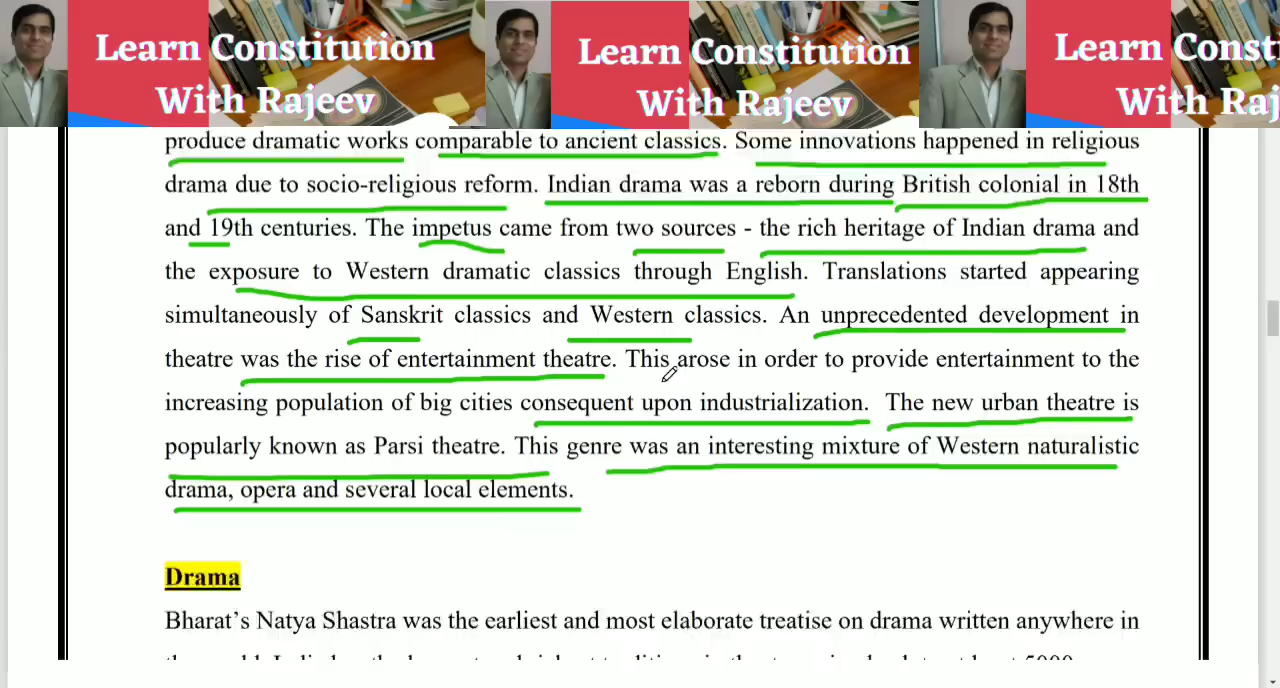 Learn Constitution
With Rajeev
Learn Constitution
With Rajeev
Learn
With
produce dramatic works comparable to ancient classics. Some innovations happened in religious
drama due to socio-religious reform. Indian drama was a reborn during British colonial in 18th
and 19th centuries. The impetus came from two sources - the rich heritage of Indian drama and
the exposure to Western dramatic classics through English. Translations started appearing
simultaneously of Sanskrit classics and Western classics. An unprecedented development in
theatre was the rise of entertainment theatre. This arose in order to provide entertainment to the
increasing population of big cities consequent upon industrialization. The new urban theatre is
popularly known as Parsi theatre. This genre was an interesting mixture of Western naturalistic
drama, opera and several local elements.
Drama
Bharat’s Natya Shastra was the earliest and most elaborate treatise on drama written anywhere in